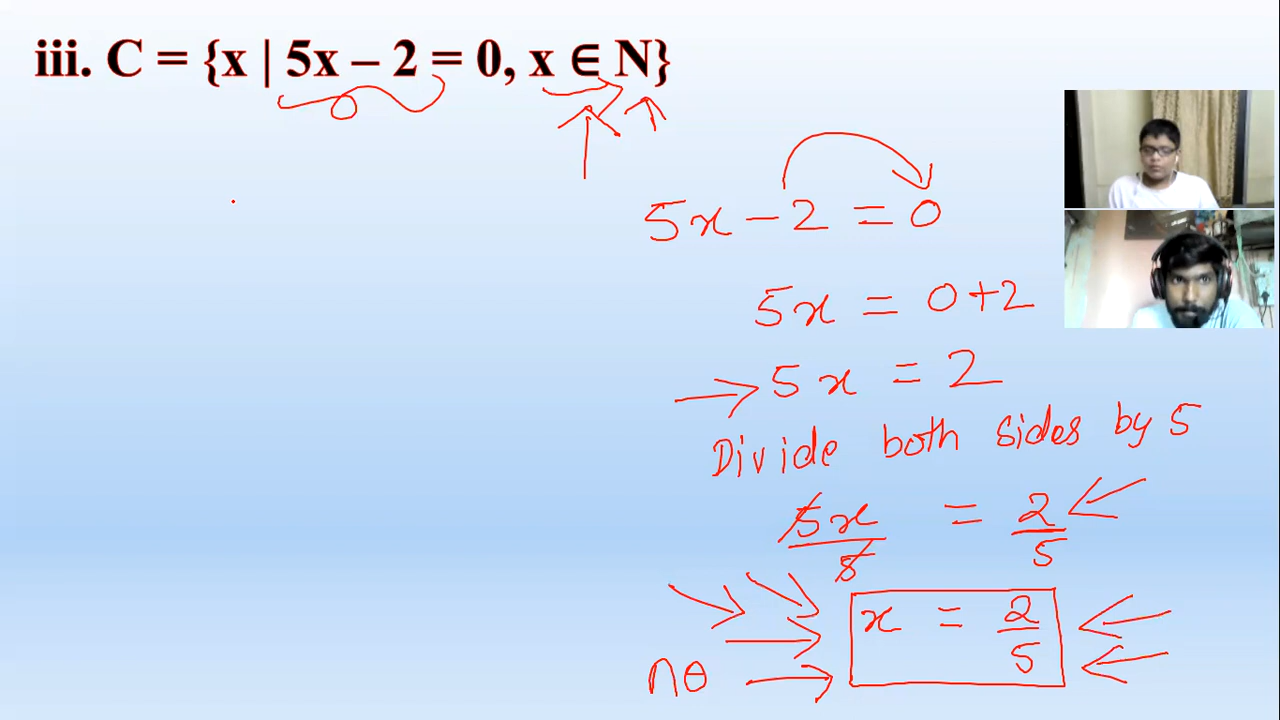 iii. C = {x | 5x – 2 = 0, x ∈ N}
5x – 2 = 0
5x = 0+2
5x = 2
Divide both sides by 5
5x/5 = 2/5
x = 2/5
no